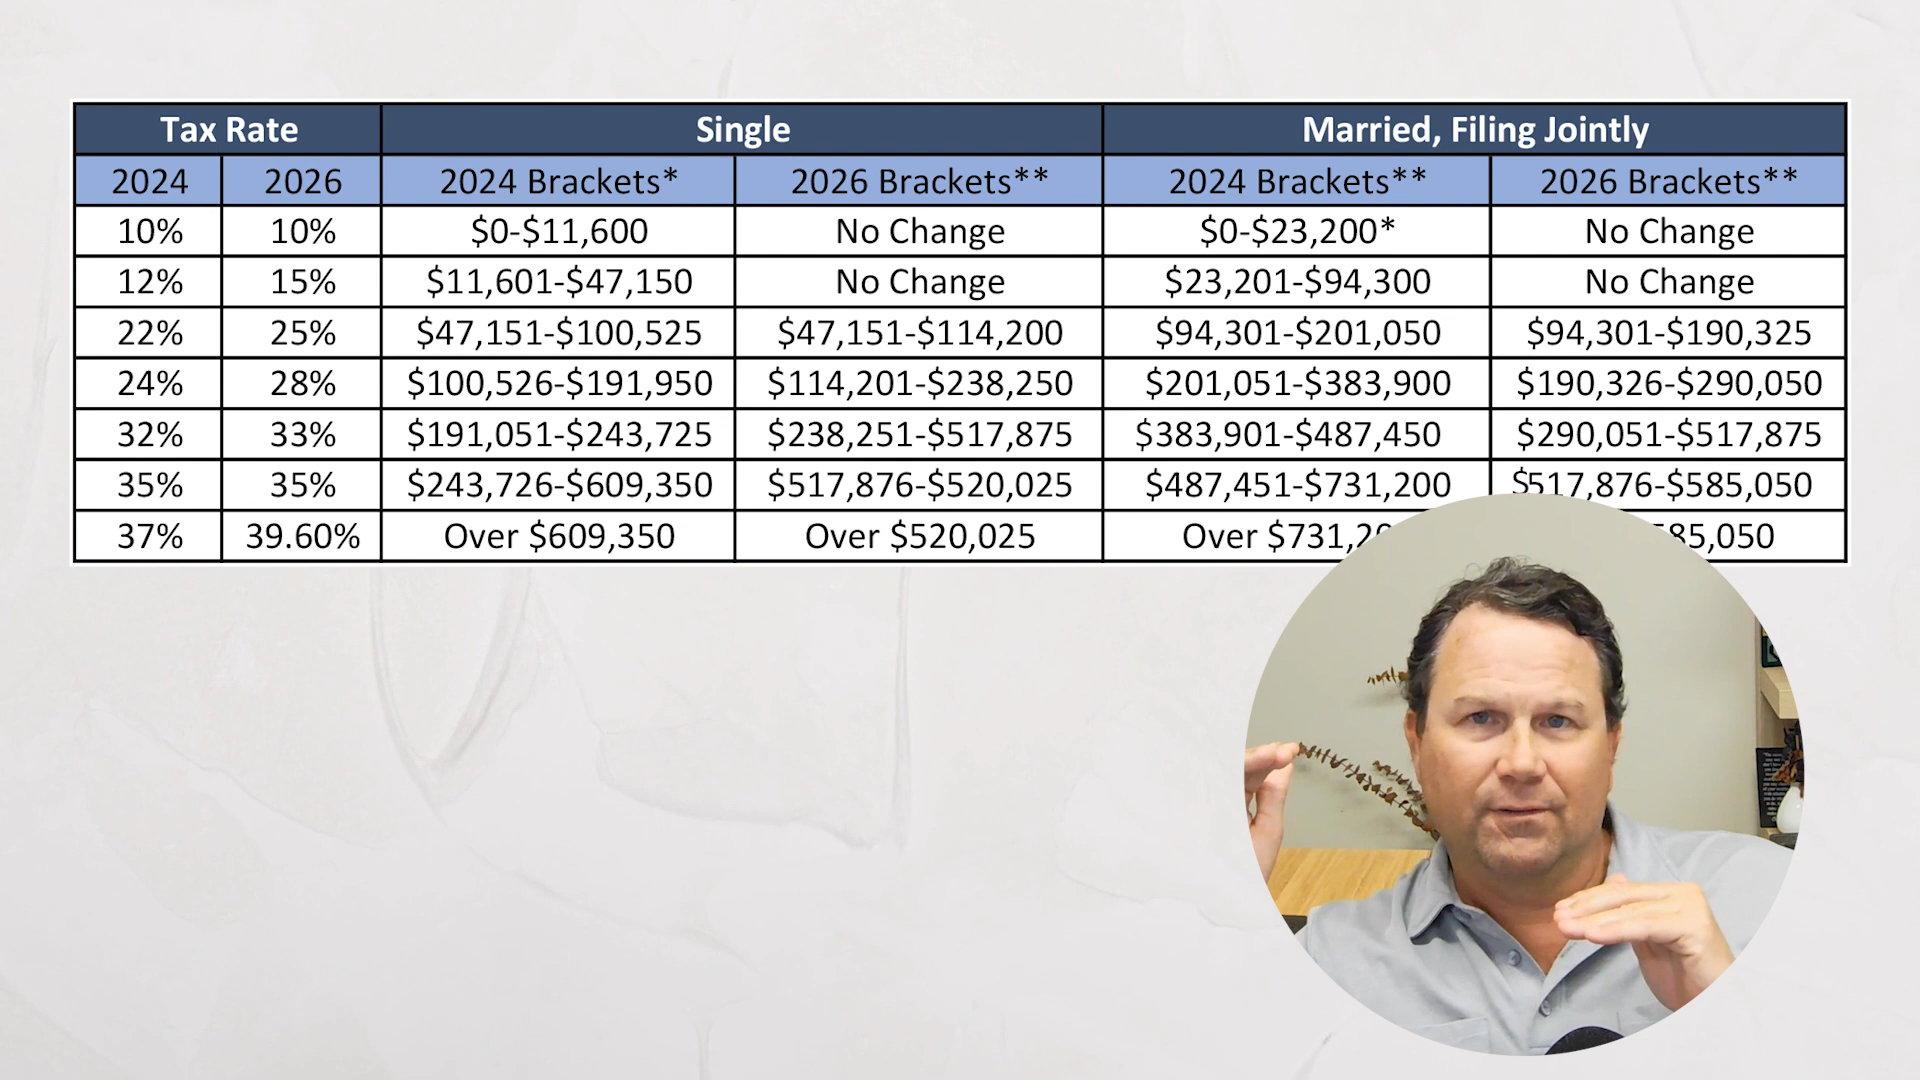 Tax Rate Single Married, Filing Jointly
2024 2026 2024 Brackets* 2026 Brackets** 2024 Brackets** 2026 Brackets**
10% 10% $0-$11,600 No Change $0-$23,200* No Change
12% 15% $11,601-$47,150 No Change $23,201-$94,300 No Change
22% 25% $47,151-$100,525 $47,151-$114,200 $94,301-$201,050 $94,301-$190,325
24% 28% $100,526-$191,950 $114,201-$238,250 $201,051-$383,900 $190,326-$290,050
32% 33% $191,051-$243,725 $238,251-$517,875 $383,901-$487,450 $290,051-$517,875
35% 35% $243,726-$609,350 $517,876-$520,025 $487,451-$731,200 $517,876-$585,050
37% 39.60% Over $609,350 Over $520,025 Over